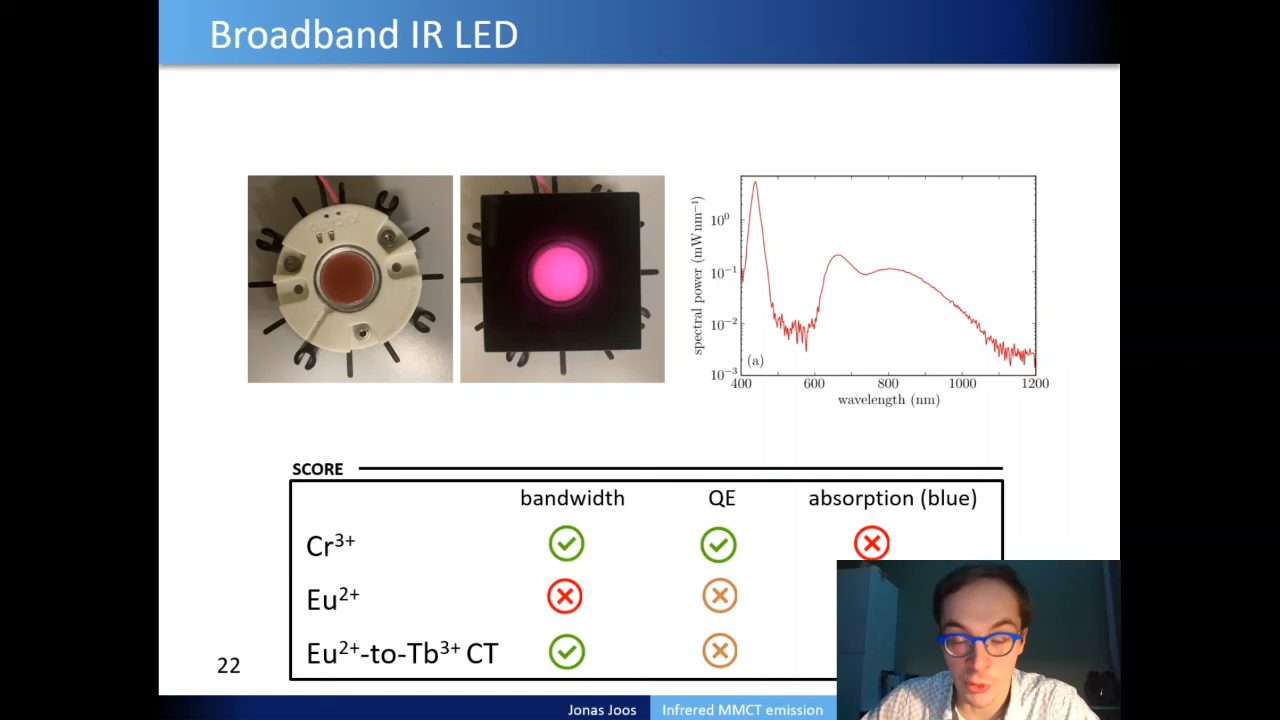 Broadband IR LED
10⁰
10⁻¹
10⁻²
10⁻³
spectral power (mW nm⁻¹)
(a)
400 600 800 1000 1200
wavelength (nm)
SCORE
bandwidth QE absorption (blue)
Cr³⁺
Eu²⁺
Eu²⁺-to-Tb³⁺ CT
22
Jonas Joos Infrered MMCT emission